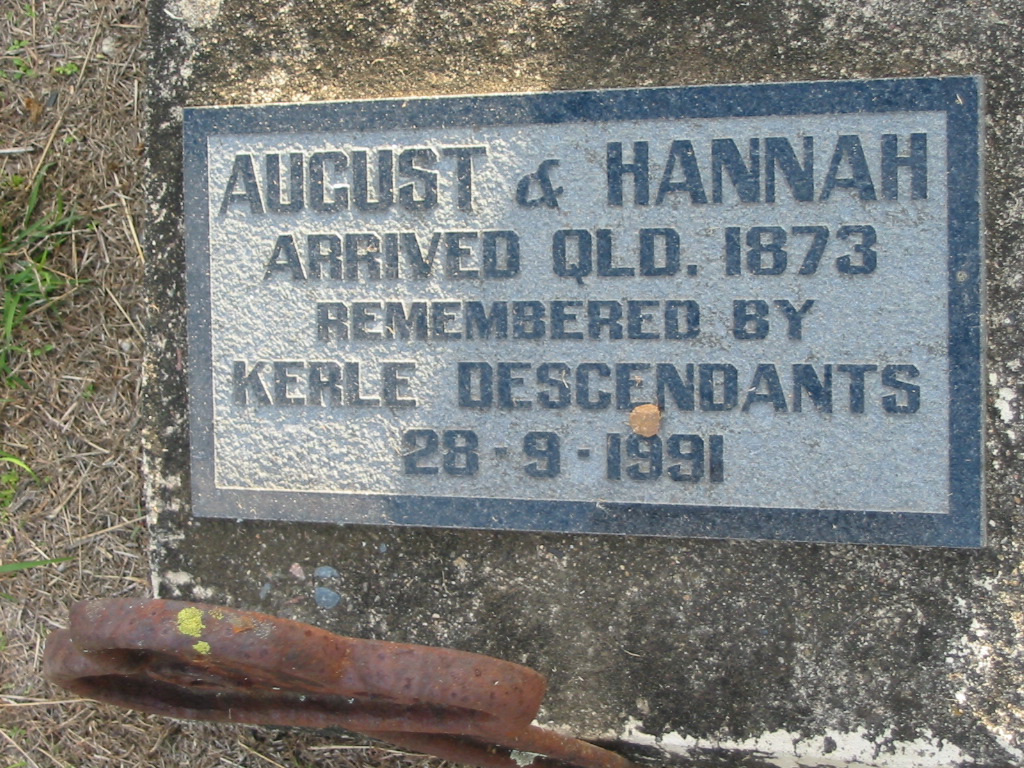 AUGUST & HANNAH
ARRIVED QLD. 1873
REMEMBERED BY
KERLE DESCENDANTS
28·9·1991